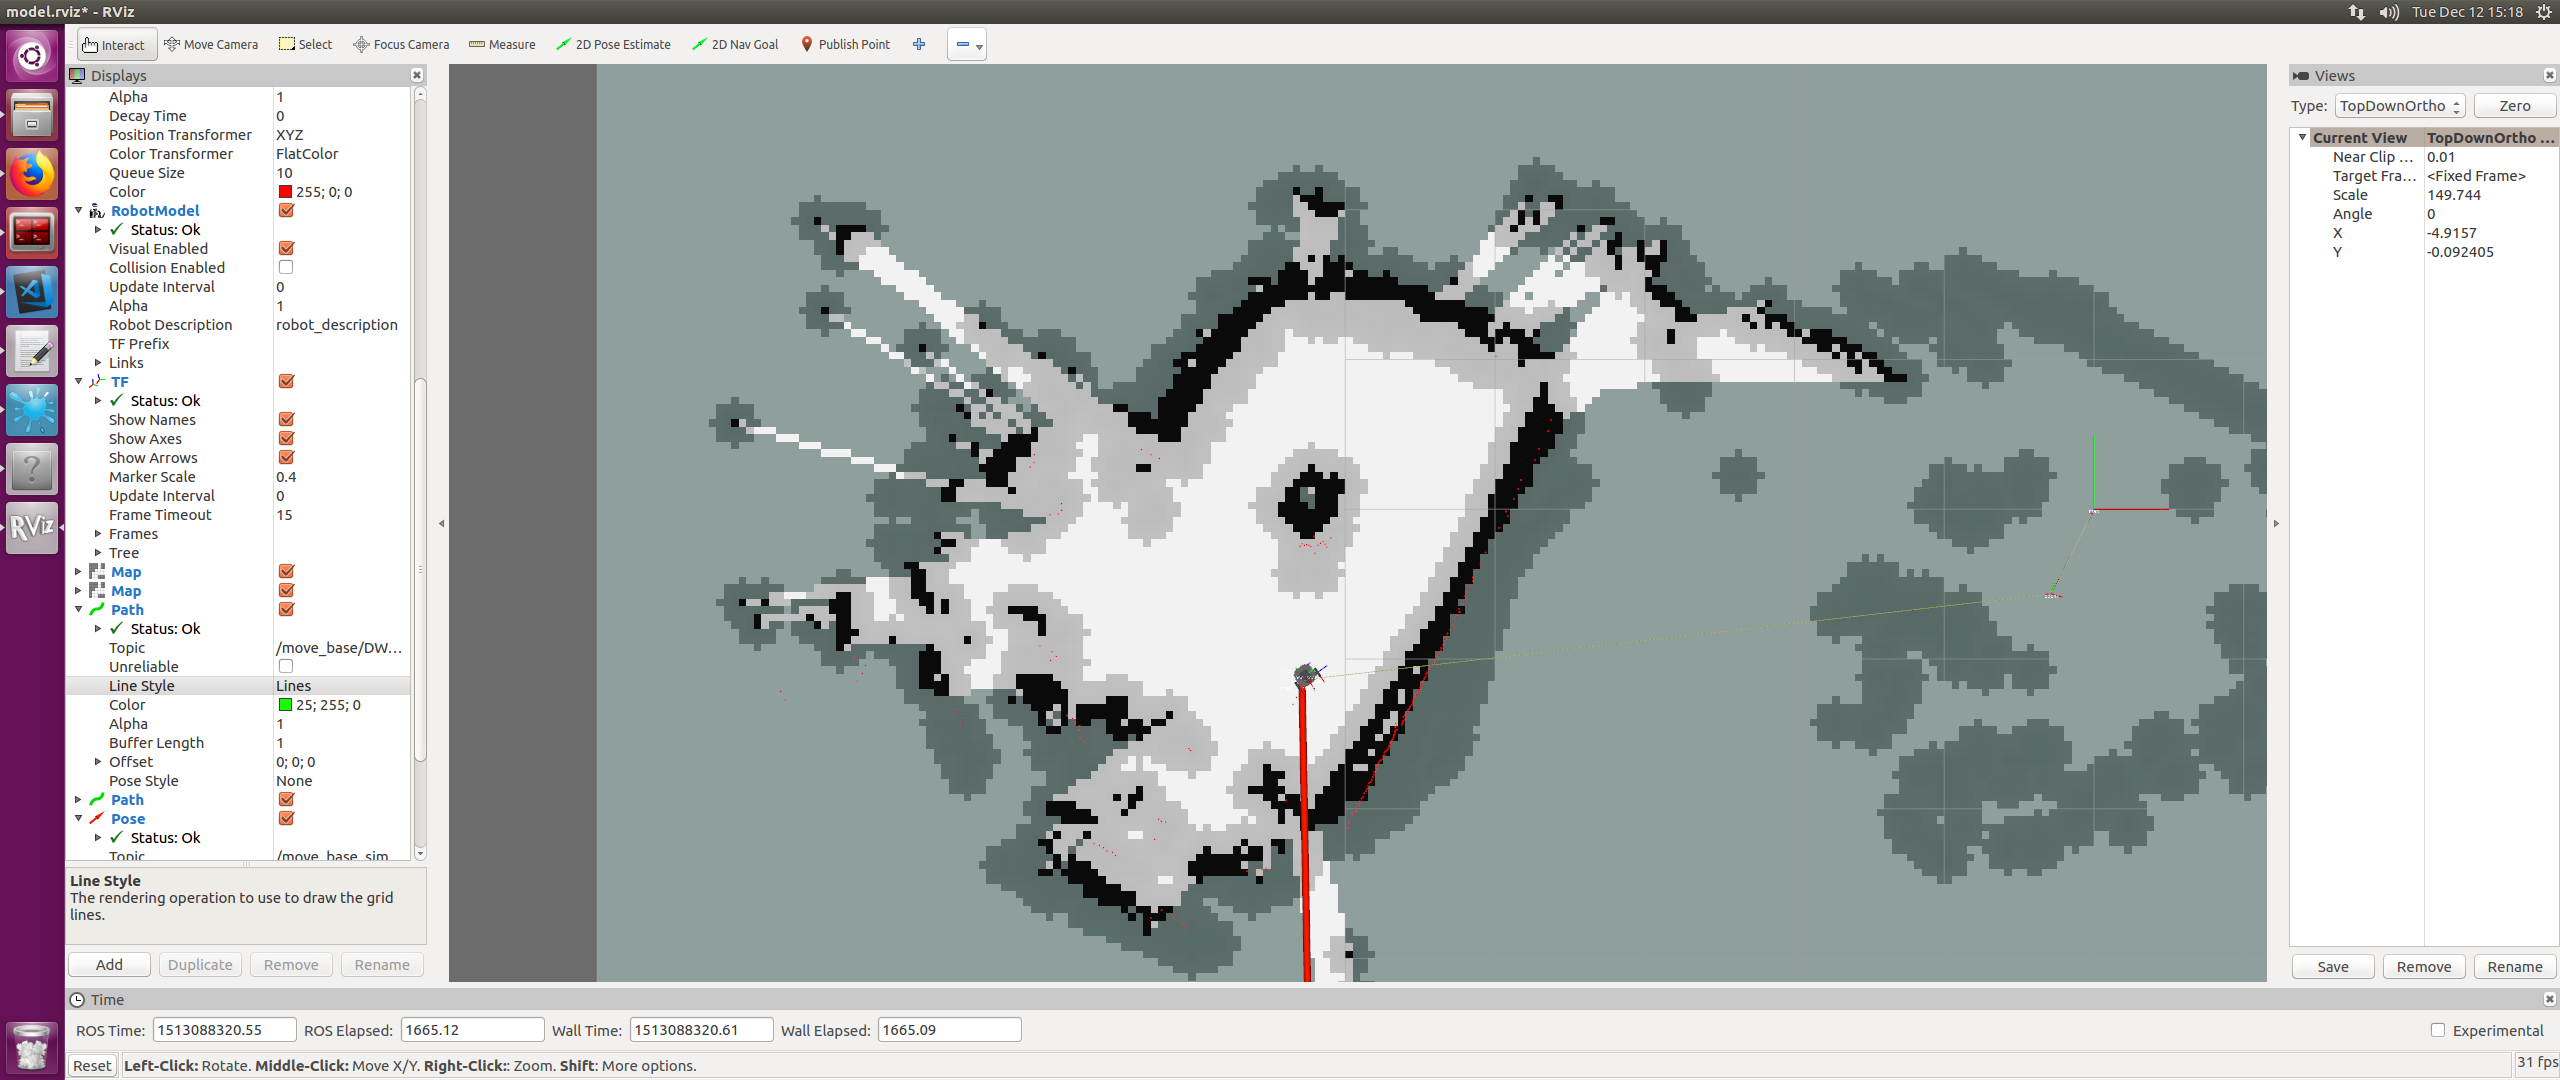 model.rviz* - RViz
Tue Dec 12 15:18
Interact Move Camera Select Focus Camera Measure 2D Pose Estimate 2D Nav Goal Publish Point
Displays
Alpha 1
Decay Time 0
Position Transformer XYZ
Color Transformer FlatColor
Queue Size 10
Color 255; 0; 0
RobotModel
Status: Ok
Visual Enabled
Collision Enabled
Update Interval 0
Alpha 1
Robot Description robot_description
TF Prefix
Links
TF
Status: Ok
Show Names
Show Axes
Show Arrows
Marker Scale 0.4
Update Interval 0
Frame Timeout 15
Frames
Tree
Map
Map
Path
Status: Ok
Topic /move_base/DW...
Unreliable
Line Style Lines
Color 25; 255; 0
Alpha 1
Buffer Length 1
Offset 0; 0; 0
Pose Style None
Path
Pose
Status: Ok
Topic /move_base_sim
Line Style
The rendering operation to use to draw the grid
lines.
Add Duplicate Remove Rename
RViz
Views
Type: TopDownOrtho Zero
Current View TopDownOrtho ...
Near Clip ... 0.01
Target Fra... <Fixed Frame>
Scale 149.744
Angle 0
X -4.9157
Y -0.092405
Save Remove Rename
Time
ROS Time: 1513088320.55 ROS Elapsed: 1665.12 Wall Time: 1513088320.61 Wall Elapsed: 1665.09 Experimental
Reset Left-Click: Rotate. Middle-Click: Move X/Y. Right-Click:: Zoom. Shift: More options. 31 fps